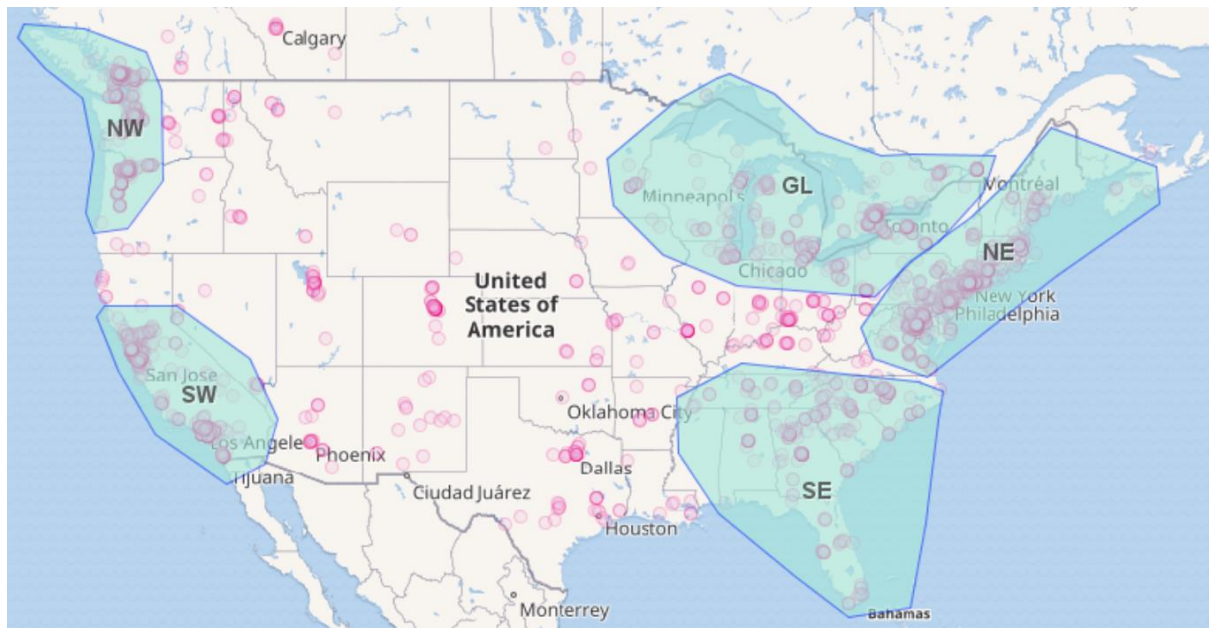 Calgary
NW
Minneapolis
GL
Montréal
Toronto
NE
Chicago
United
States of
America
New York
Philadelphia
San Jose
SW
Oklahoma City
Los Angele
Phoenix
Dallas
Tijuana
Ciudad Juárez
SE
Houston
Monterrey
Bahamas